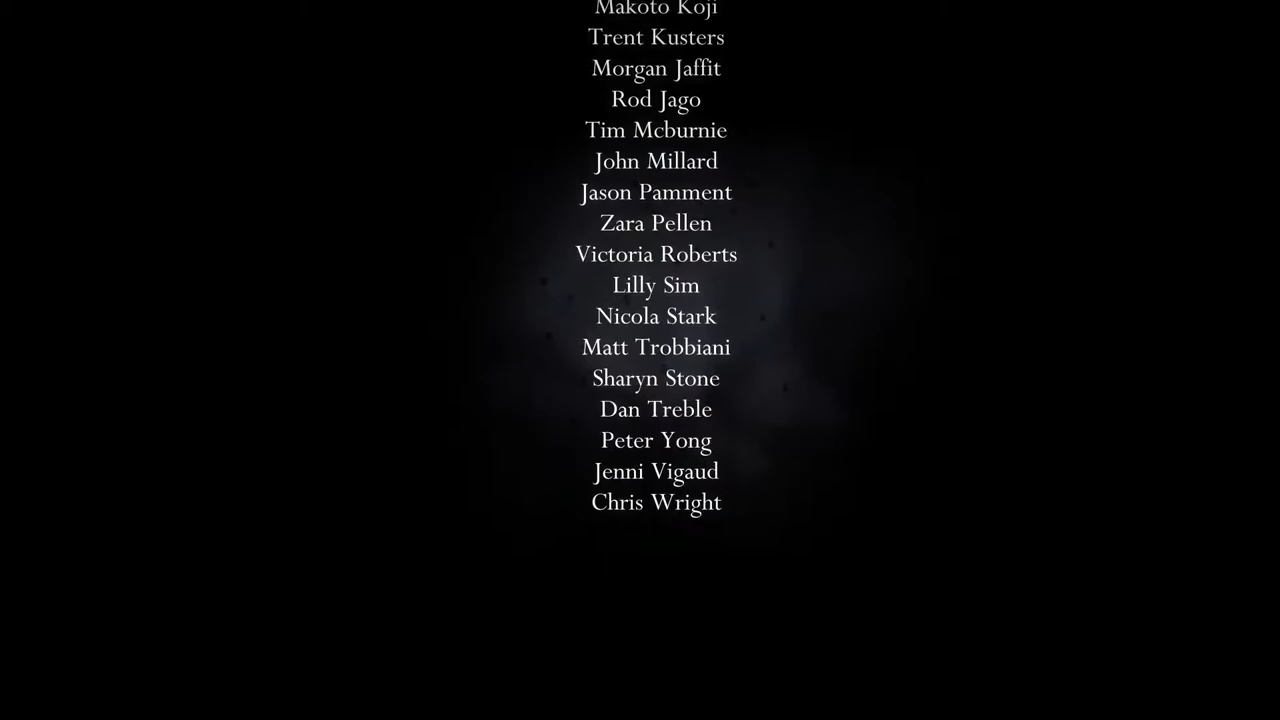 Makoto Koji
Trent Kusters
Morgan Jaffit
Rod Jago
Tim Mcburnie
John Millard
Jason Pamment
Zara Pellen
Victoria Roberts
Lilly Sim
Nicola Stark
Matt Trobbiani
Sharyn Stone
Dan Treble
Peter Yong
Jenni Vigaud
Chris Wright